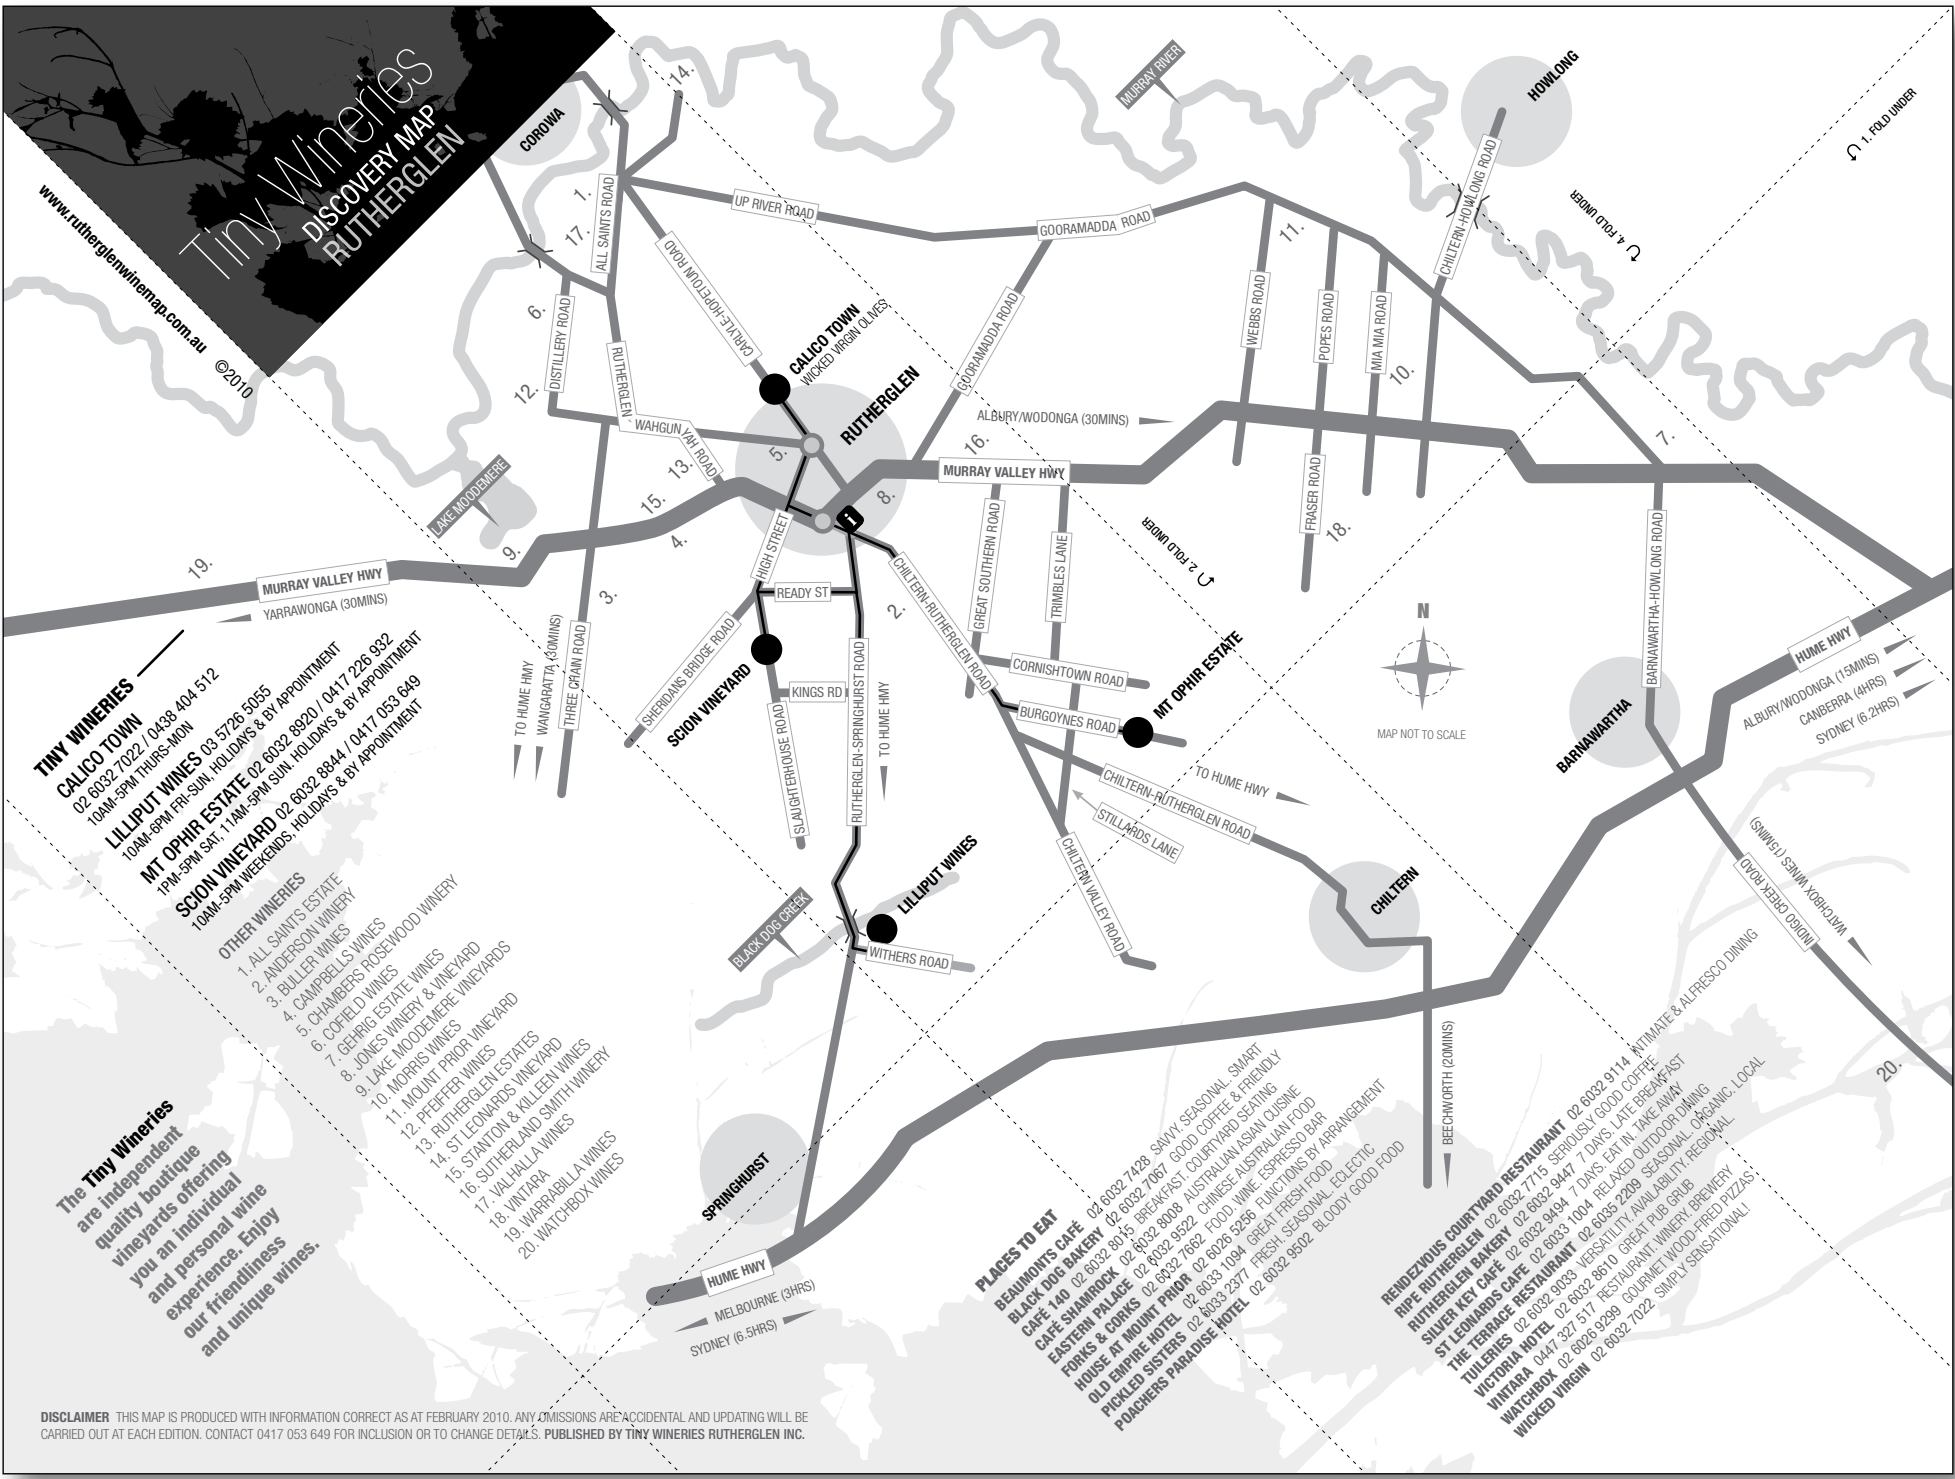 Tiny Wineries
DISCOVERY MAP
RUTHERGLEN
www.rutherglenwinemap.com.au ©2010
COROWA
14.
MURRAY RIVER
HOWLONG
1. FOLD UNDER
4. FOLD UNDER
CHILTERN-HOWLONG ROAD
1.
17.
ALL SAINTS ROAD
UP RIVER ROAD
GOORAMADDA ROAD
11.
CARLYLE-HOPETOUN ROAD
6.
DISTILLERY ROAD
12.
RUTHERGLEN
WAHGUNYAH ROAD
CALICO TOWN
WICKED VIRGIN OLIVES
RUTHERGLEN
GOORAMADDA ROAD
WEBBS ROAD
POPES ROAD
MIA MIA ROAD
10.
ALBURY/WODONGA (30MINS)
16.
MURRAY VALLEY HWY
7.
5.
13.
15.
4.
8.
i
LAKE MOODEMERE
9.
19.
MURRAY VALLEY HWY
YARRAWONGA (30MINS)
HIGH STREET
READY ST
2.
3.
CHILTERN-RUTHERGLEN ROAD
GREAT SOUTHERN ROAD
TRIMBLES LANE
2. FOLD UNDER
FRASER ROAD
18.
BARNAWARTHA-HOWLONG ROAD
N
MAP NOT TO SCALE
HUME HWY
ALBURY/WODONGA (15MINS)
CANBERRA (4HRS)
SYDNEY (6.2HRS)
BARNAWARTHA
TO HUME HMY
WANGARATTA (30MINS)
THREE CHAIN ROAD
SHERIDANS BRIDGE ROAD
SCION VINEYARD
KINGS RD
SLAUGHTERHOUSE ROAD
RUTHERGLEN-SPRINGHURST ROAD
TO HUME HMY
CORNISHTOWN ROAD
BURGOYNES ROAD
MT OPHIR ESTATE
CHILTERN-RUTHERGLEN ROAD
TO HUME HWY
STILLARDS LANE
CHILTERN VALLEY ROAD
CHILTERN
WATCHBOX WINES (15MINS)
INDIGO CREEK ROAD
20.
BLACK DOG CREEK
LILLIPUT WINES
WITHERS ROAD
BEECHWORTH (20MINS)
SPRINGHURST
HUME HWY
MELBOURNE (3HRS)
SYDNEY (6.5HRS)
TINY WINERIES
CALICO TOWN
02 6032 7022 / 0438 404 512
10AM-5PM THURS-MON
LILLIPUT WINES 03 5726 5055
10AM-6PM FRI-SUN, HOLIDAYS & BY APPOINTMENT
MT OPHIR ESTATE 02 6032 8920 / 0417 226 932
1PM-5PM SAT, 11AM-5PM SUN. HOLIDAYS & BY APPOINTMENT
SCION VINEYARD 02 6032 8844 / 0417 053 649
10AM-5PM WEEKENDS, HOLIDAYS & BY APPOINTMENT
OTHER WINERIES
1. ALL SAINTS ESTATE
2. ANDERSON WINERY
3. BULLER WINES
4. CAMPBELLS WINES
5. CHAMBERS ROSEWOOD WINERY
6. COFIELD WINES
7. GEHRIG ESTATE WINES
8. JONES WINERY & VINEYARD
9. LAKE MOODEMERE VINEYARDS
10. MORRIS WINES
11. MOUNT PRIOR VINEYARD
12. PFEIFFER WINES
13. RUTHERGLEN ESTATES
14. ST LEONARDS VINEYARD
15. STANTON & KILLEEN WINES
16. SUTHERLAND SMITH WINERY
17. VALHALLA WINES
18. VINTARA
19. WARRABILLA WINES
20. WATCHBOX WINES
The Tiny Wineries
are independent
quality boutique
vineyards offering
you an individual
and personal wine
experience. Enjoy
our friendliness
and unique wines.
PLACES TO EAT
BEAUMONTS CAFÉ 02 6032 7428 SAVVY. SEASONAL. SMART
BLACK DOG BAKERY 02 6032 7067 GOOD COFFEE & FRIENDLY
CAFÉ 140 02 6032 8015 BREAKFAST. COURTYARD SEATING
CAFÉ SHAMROCK 02 6032 8008 AUSTRALIAN ASIAN CUISINE
EASTERN PALACE 02 6032 9522 CHINESE AUSTRALIAN FOOD
FORKS & CORKS 02 6032 7662 FOOD. WINE. ESPRESSO BAR
HOUSE AT MOUNT PRIOR 02 6026 5256 FUNCTIONS BY ARRANGEMENT
OLD EMPIRE HOTEL 02 6033 1094 GREAT FRESH FOOD
PICKLED SISTERS 02 6033 2377 FRESH. SEASONAL. ECLECTIC
POACHERS PARADISE HOTEL 02 6032 9502 BLOODY GOOD FOOD
RENDEZVOUS COURTYARD RESTAURANT 02 6032 9114 INTIMATE & ALFRESCO DINING
RIPE RUTHERGLEN 02 6032 7715 SERIOUSLY GOOD COFFEE
RUTHERGLEN BAKERY 02 6032 9447 7 DAYS. LATE BREAKFAST
SILVER KEY CAFÉ 02 6032 9494 7 DAYS. EAT IN. TAKE AWAY
ST LEONARDS CAFE 02 6033 1004 RELAXED OUTDOOR DINING
THE TERRACE RESTAURANT 02 6035 2209 SEASONAL. ORGANIC. LOCAL
TUILERIES 02 6032 9033 VERSATILITY. AVAILABILITY. REGIONAL.
VICTORIA HOTEL 02 6032 8610 GREAT PUB GRUB
VINTARA 0447 327 517 RESTAURANT. WINERY. BREWERY
WATCHBOX 02 6026 9299 GOURMET WOOD-FIRED PIZZAS
WICKED VIRGIN 02 6032 7022 SIMPLY SENSATIONAL!
DISCLAIMER THIS MAP IS PRODUCED WITH INFORMATION CORRECT AS AT FEBRUARY 2010. ANY OMISSIONS ARE ACCIDENTAL AND UPDATING WILL BE
CARRIED OUT AT EACH EDITION. CONTACT 0417 053 649 FOR INCLUSION OR TO CHANGE DETAILS. PUBLISHED BY TINY WINERIES RUTHERGLEN INC.